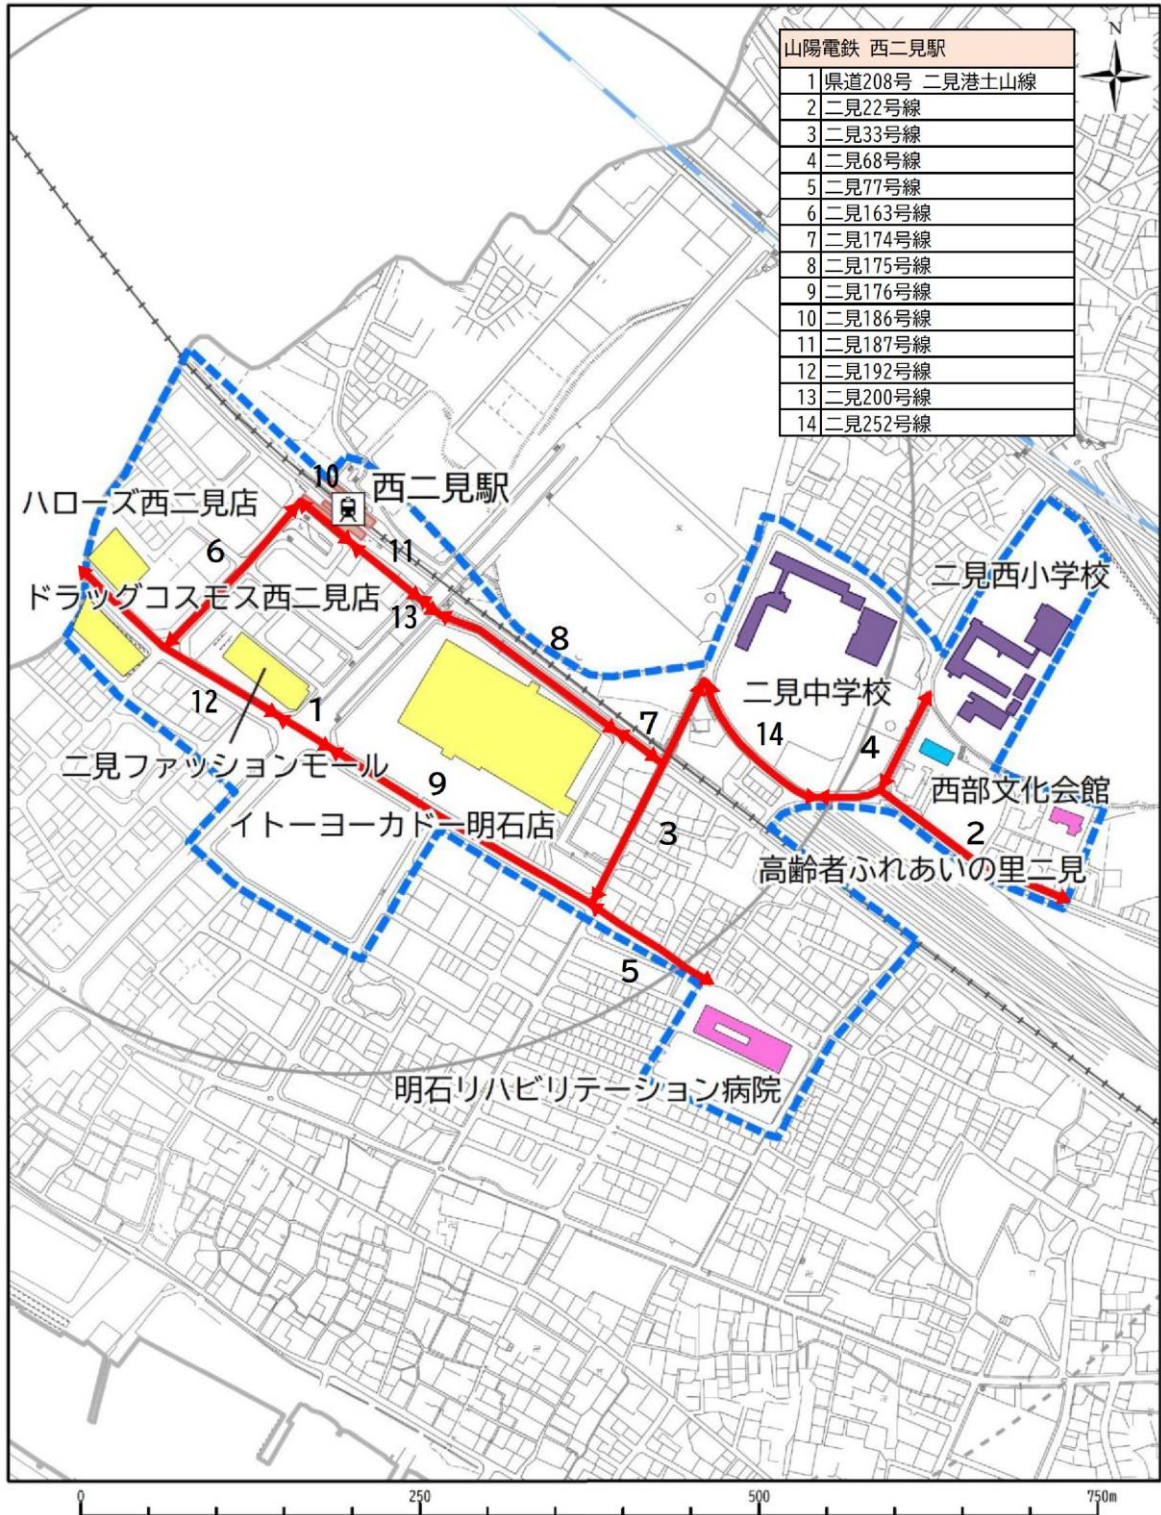 山陽電鉄 西二見駅
1 県道208号 二見港土山線
2 二見22号線
3 二見33号線
4 二見68号線
5 二見77号線
6 二見163号線
7 二見174号線
8 二見175号線
9 二見176号線
10 二見186号線
11 二見187号線
12 二見192号線
13 二見200号線
14 二見252号線
N
10
西二見駅
ハローズ西二見店
6
11
二見西小学校
ドラッグコスモス西二見店
13
8
二見中学校
12
1
7
14
4
二見ファッションモール
9
西部文化会館
イトーヨーカドー明石店
3
2
高齢者ふれあいの里二見
5
明石リハビリテーション病院
0 250 500 750m